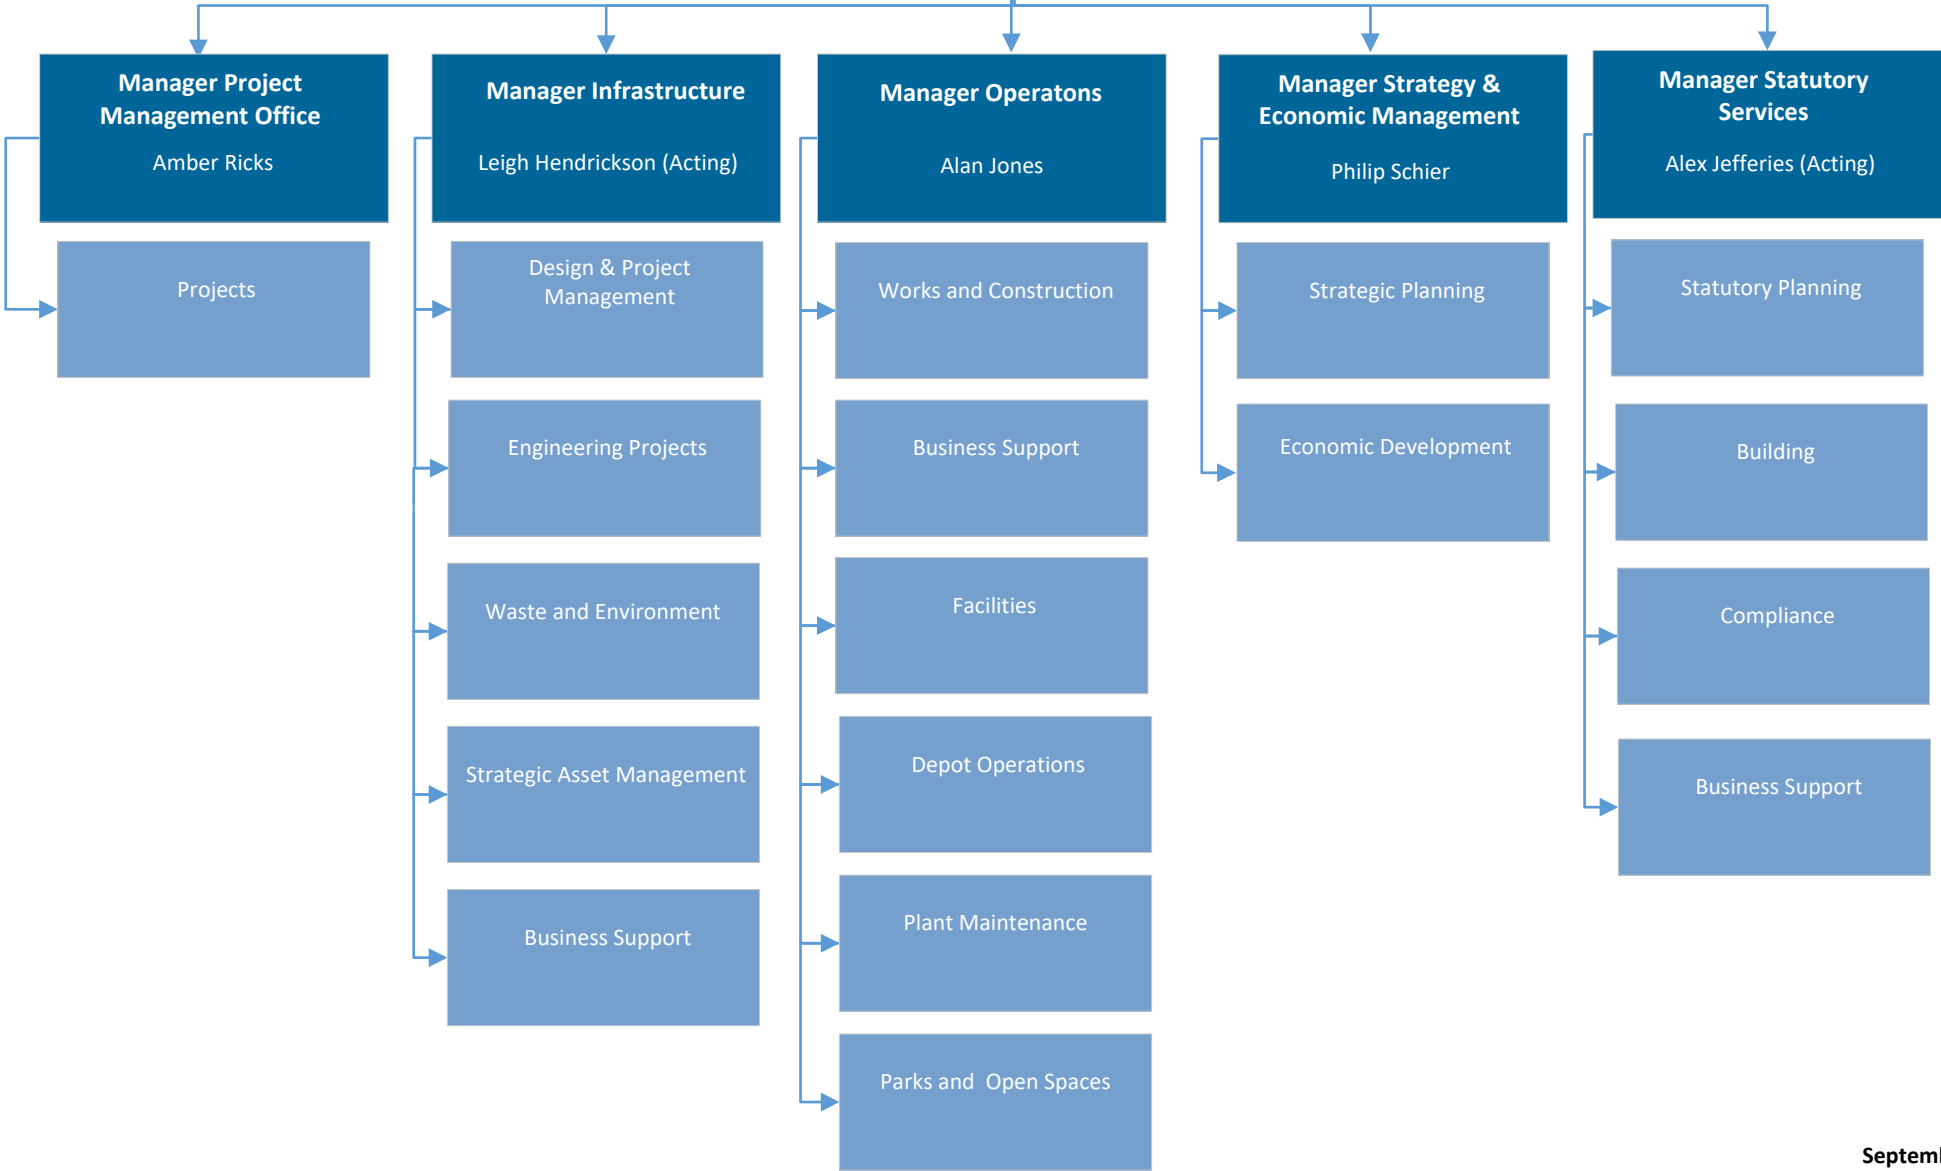 Manager Project
Management Office
Amber Ricks
Projects
Manager Infrastructure
Leigh Hendrickson (Acting)
Design & Project
Management
Engineering Projects
Waste and Environment
Strategic Asset Management
Business Support
Manager Operatons
Alan Jones
Works and Construction
Business Support
Facilities
Depot Operations
Plant Maintenance
Parks and  Open Spaces
Manager Strategy &
Economic Management
Philip Schier
Strategic Planning
Economic Development
Manager Statutory
Services
Alex Jefferies (Acting)
Statutory Planning
Building
Compliance
Business Support